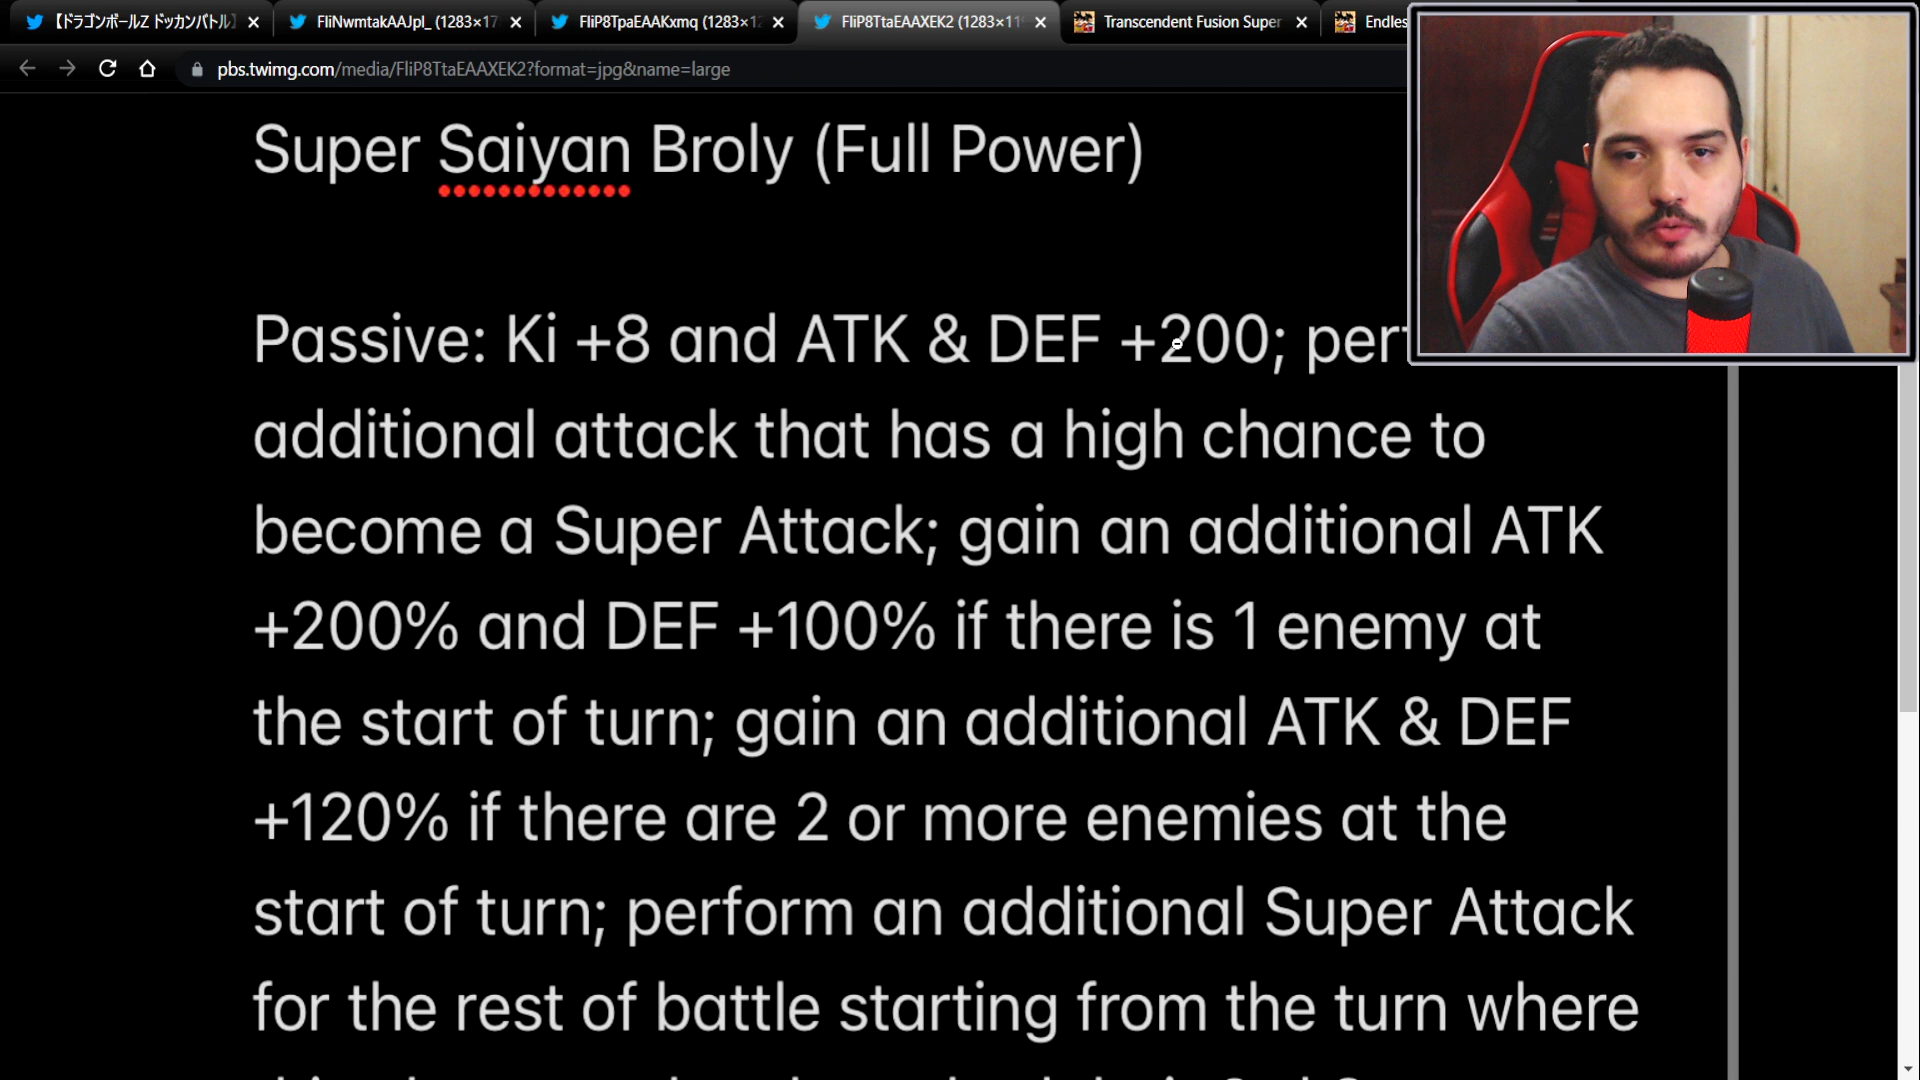 【ドラゴンボールZ ドッカンバトル】
FliNwmtakAAJpI_ (1283×17
FliP8TpaEAAKxmq (1283×12
FliP8TtaEAAXEK2 (1283×11
Transcendent Fusion Super
Endles
pbs.twimg.com/media/FliP8TtaEAAXEK2?format=jpg&name=large
Super Saiyan Broly (Full Power)
Passive: Ki +8 and ATK & DEF +200; perf
additional attack that has a high chance to
become a Super Attack; gain an additional ATK
+200% and DEF +100% if there is 1 enemy at
the start of turn; gain an additional ATK & DEF
+120% if there are 2 or more enemies at the
start of turn; perform an additional Super Attack
for the rest of battle starting from the turn where